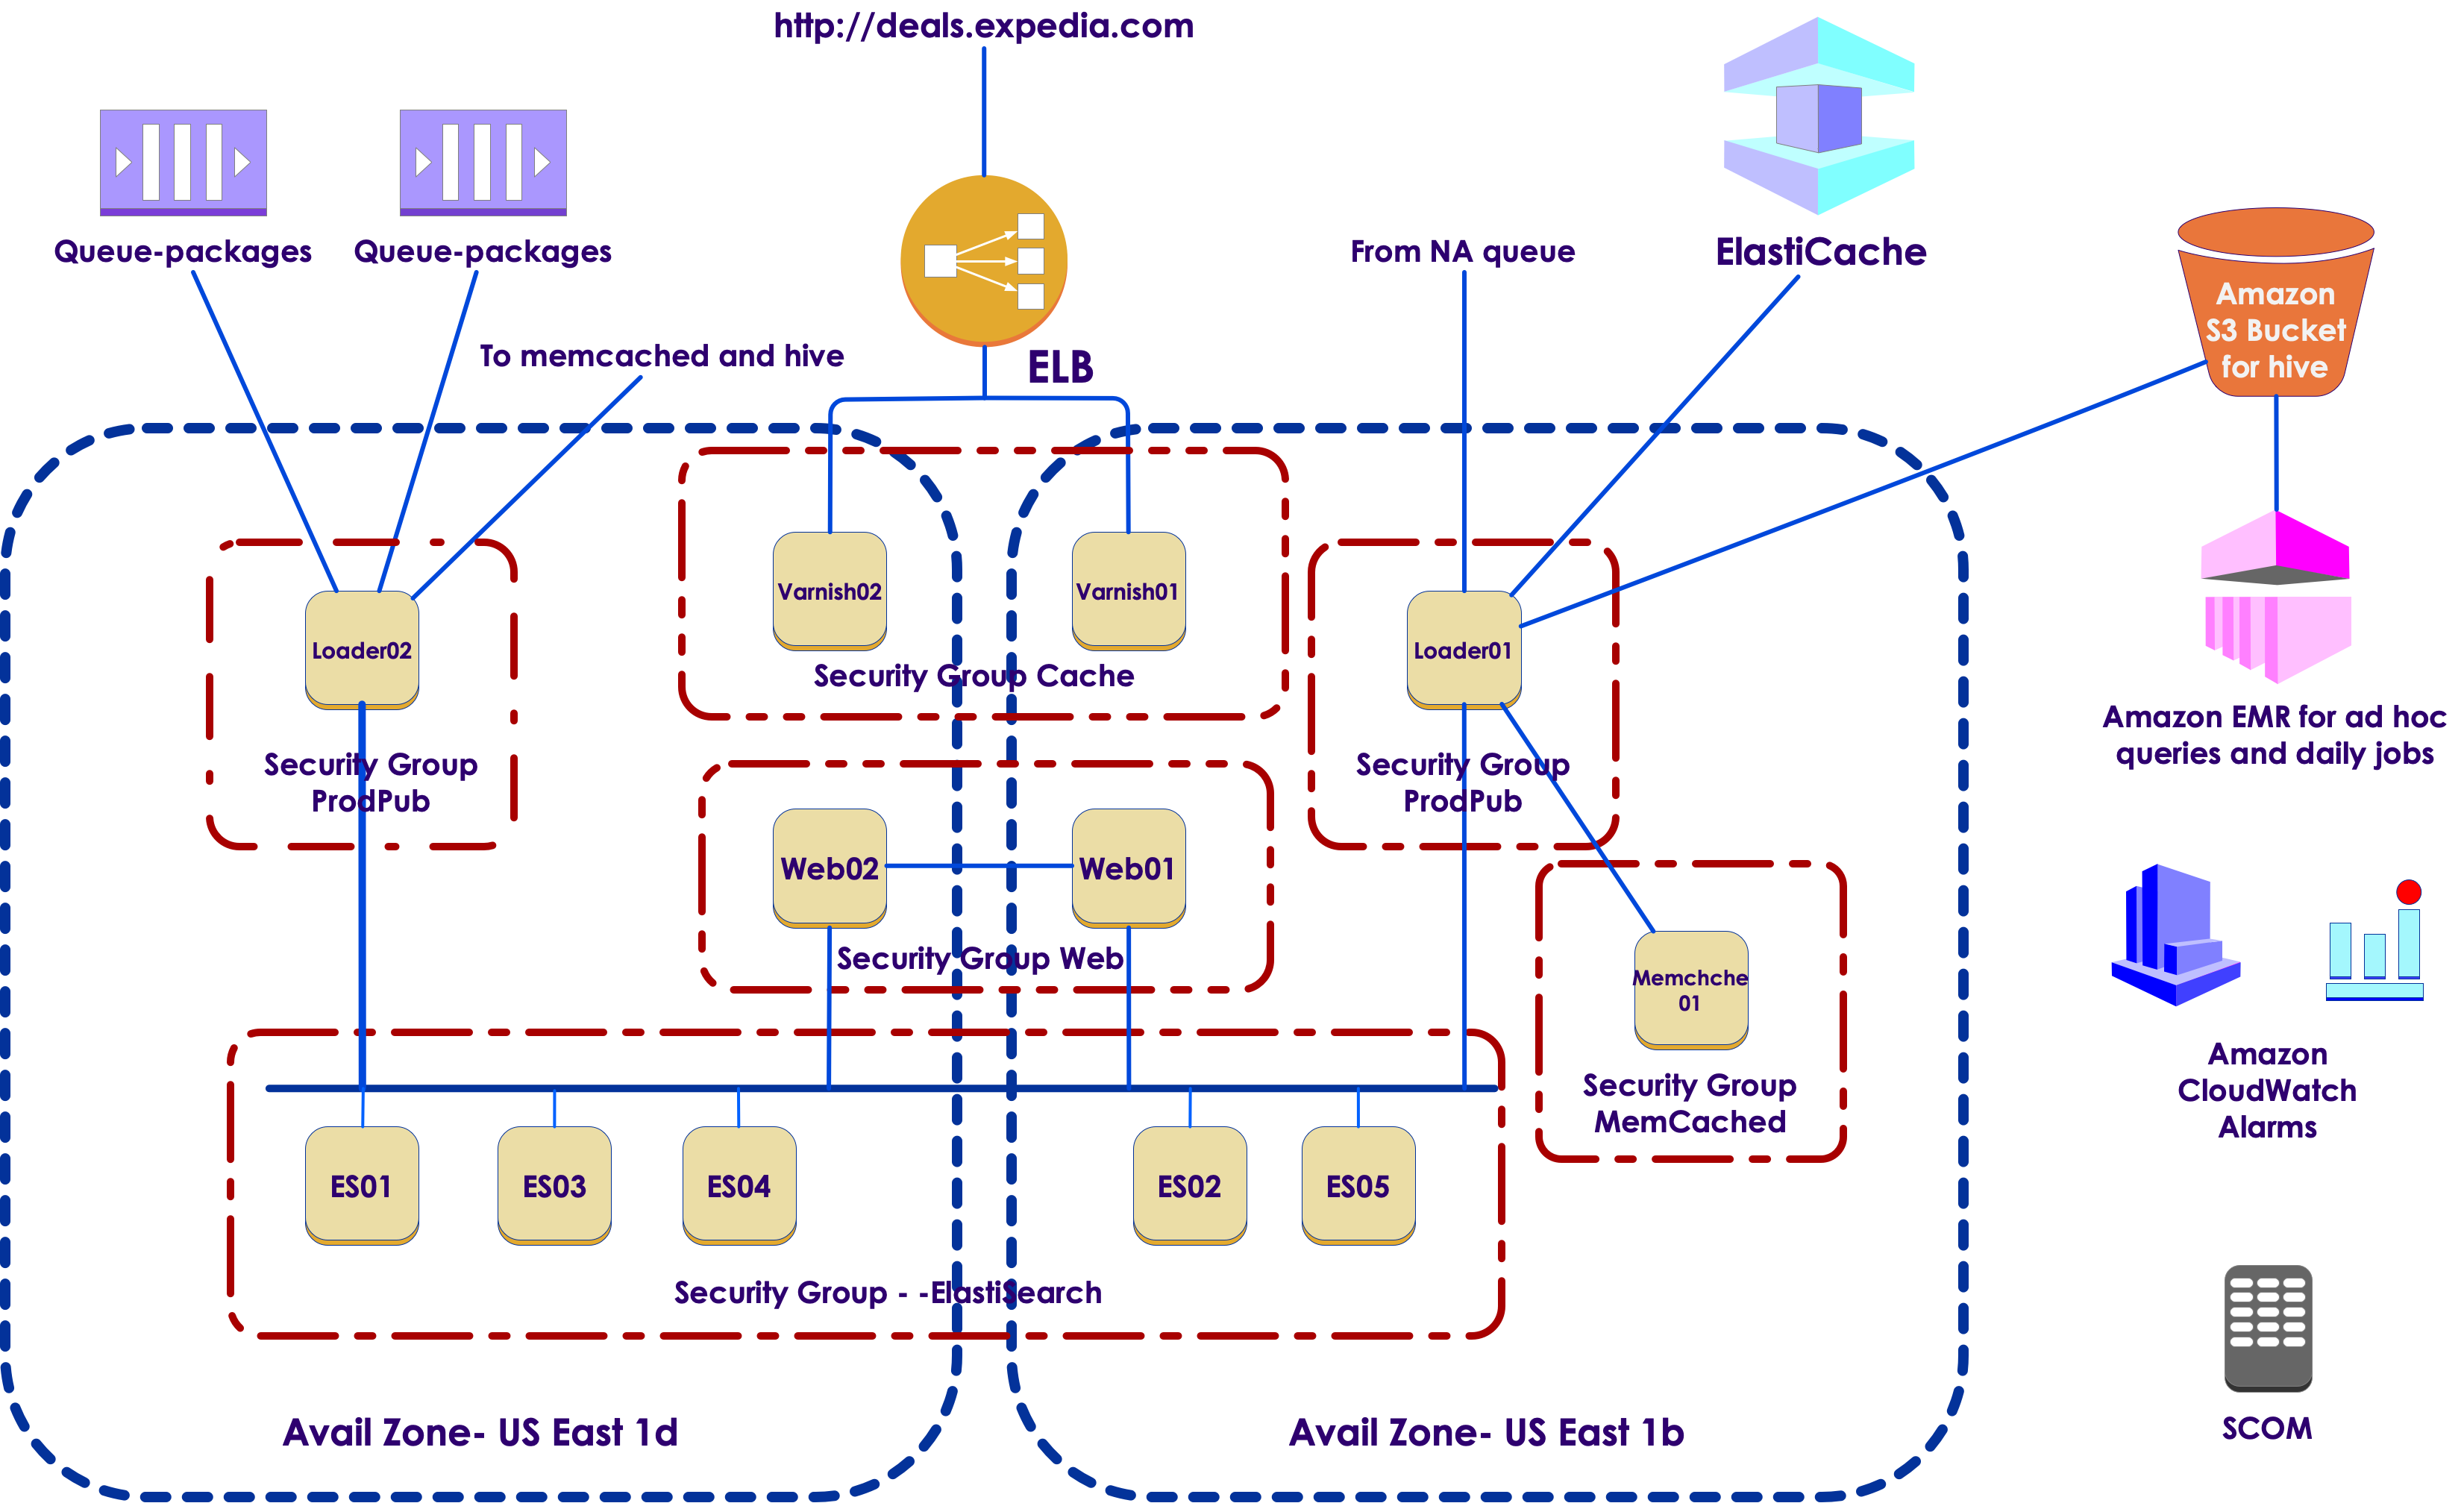 http://deals.expedia.com
Queue-packages
Queue-packages
From NA queue
ElastiCache
Amazon
S3 Bucket
for hive
To memcached and hive
ELB
Varnish02
Varnish01
Loader02
Loader01
Security Group Cache
Security Group
ProdPub
Security Group
ProdPub
Amazon EMR for ad hoc
queries and daily jobs
Web02
Web01
Security Group Web
Memchche
01
Security Group
MemCached
Amazon
CloudWatch
Alarms
ES01
ES03
ES04
ES02
ES05
Security Group - -ElastiSearch
Avail Zone- US East 1d
Avail Zone- US East 1b
SCOM